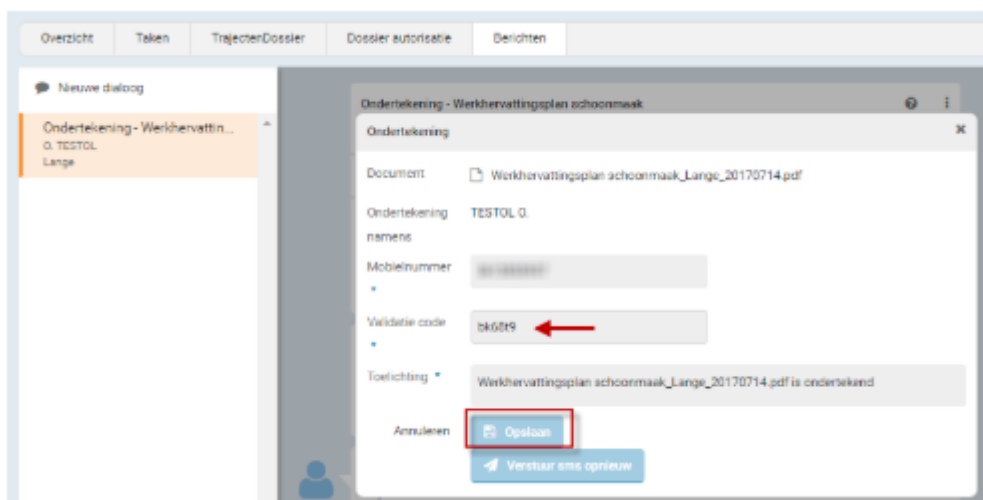 Overzicht Taken TrajectenDossier Dossier autorisatie Berichten
Nieuwe dialoog
Ondertekening - Werkhervattin...
O. TESTOL
Lange
Ondertekening - Werkhervattingsplan schoonmaak
Ondertekening
Document Werkhervattingsplan schoonmaak_Lange_20170714.pdf
Ondertekening namens TESTOL O.
Mobielnummer *
Validatie code * bk68t9
Toelichting * Werkhervattingsplan schoonmaak_Lange_20170714.pdf is ondertekend
Annuleren Opslaan
Verstuur sms opnieuw